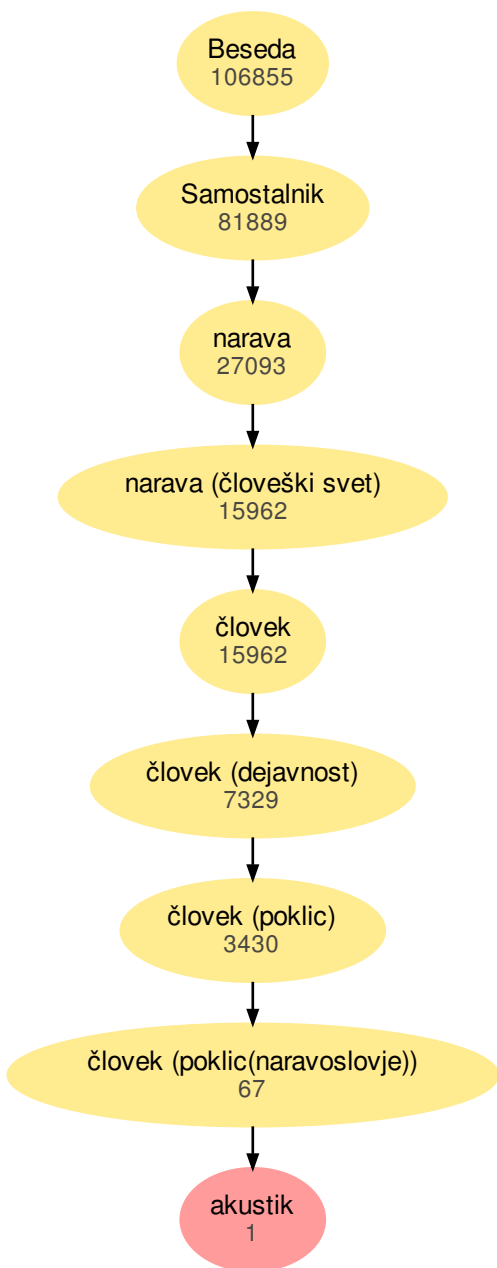 Beseda
106855
Samostalnik
81889
narava
27093
narava (človeški svet)
15962
človek
15962
človek (dejavnost)
7329
človek (poklic)
3430
človek (poklic(naravoslovje))
67
akustik
1